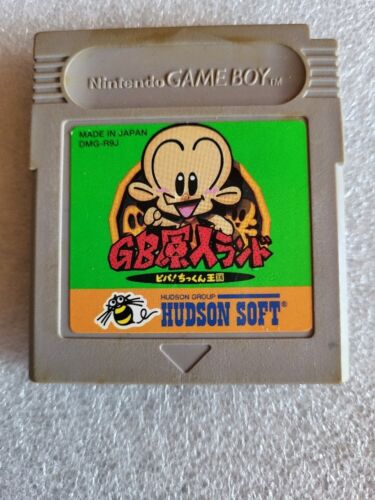 Nintendo GAME BOY TM
MADE IN JAPAN
DMG-R9J
GB原人ランド
ビバ!ちっくん王国
HUDSON GROUP
HUDSON SOFT®